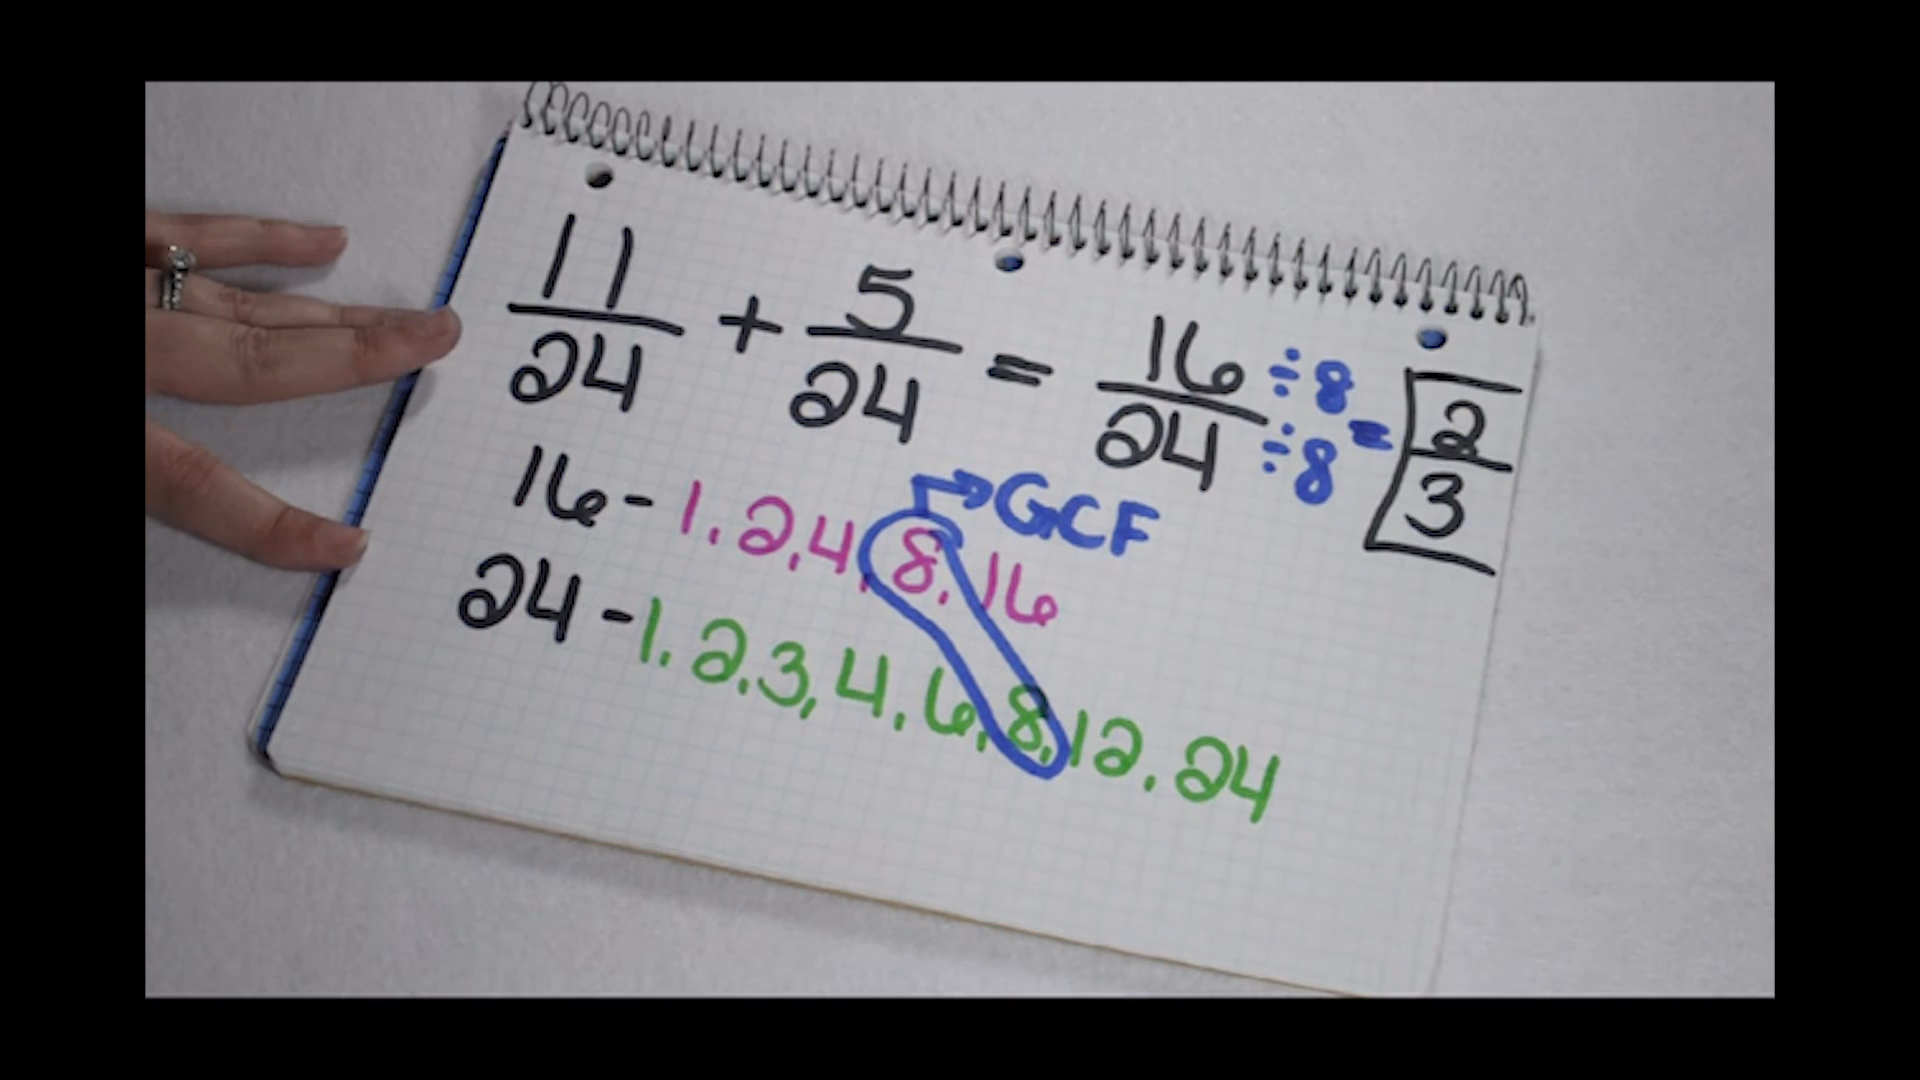 11/24 + 5/24 = 16/24 ÷8/÷8 = 2/3
→GCF
16 - 1, 2, 4, 8, 16
24 - 1, 2, 3, 4, 6, 8, 12, 24